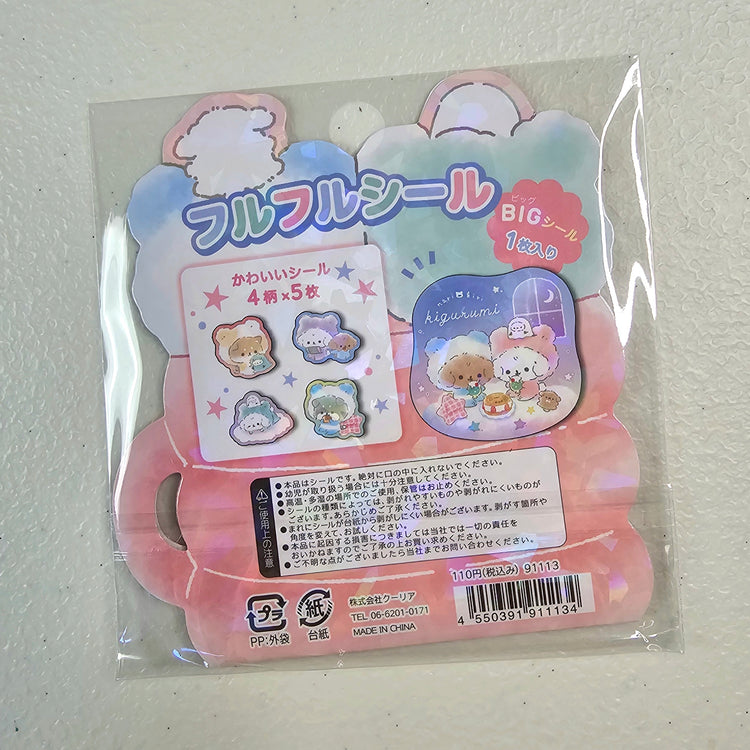 フルフルシール
ビッグ
BIGシール
1枚入り
かわいいシール
4柄×5枚
kigurumi
⚠ご使用上の注意
●本品はシールです。絶対に口の中に入れないでください。
●幼児が取り扱う場合には十分注意してください。
●高温・多湿の場所でのご使用、保管はお止めください。
●シールの種類によっては、剥がれやすいものや剥がれにくいものが
ございます。あらかじめご了承ください。
●まれにシールが台紙から剥がしにくい場合がございます。剥がす箇所や
角度を変えて、お試しください。
●本品に起因する損害につきましては当社では一切の責任を
おいかねますのでご了承の上お買い求めください。
●ご不明な点がございましたら当社までお問い合わせください。
110円(税込み) 91113
プラ
PP:外袋
紙
台紙
株式会社クーリア
TEL 06-6201-0171
MADE IN CHINA
4 550391 911134